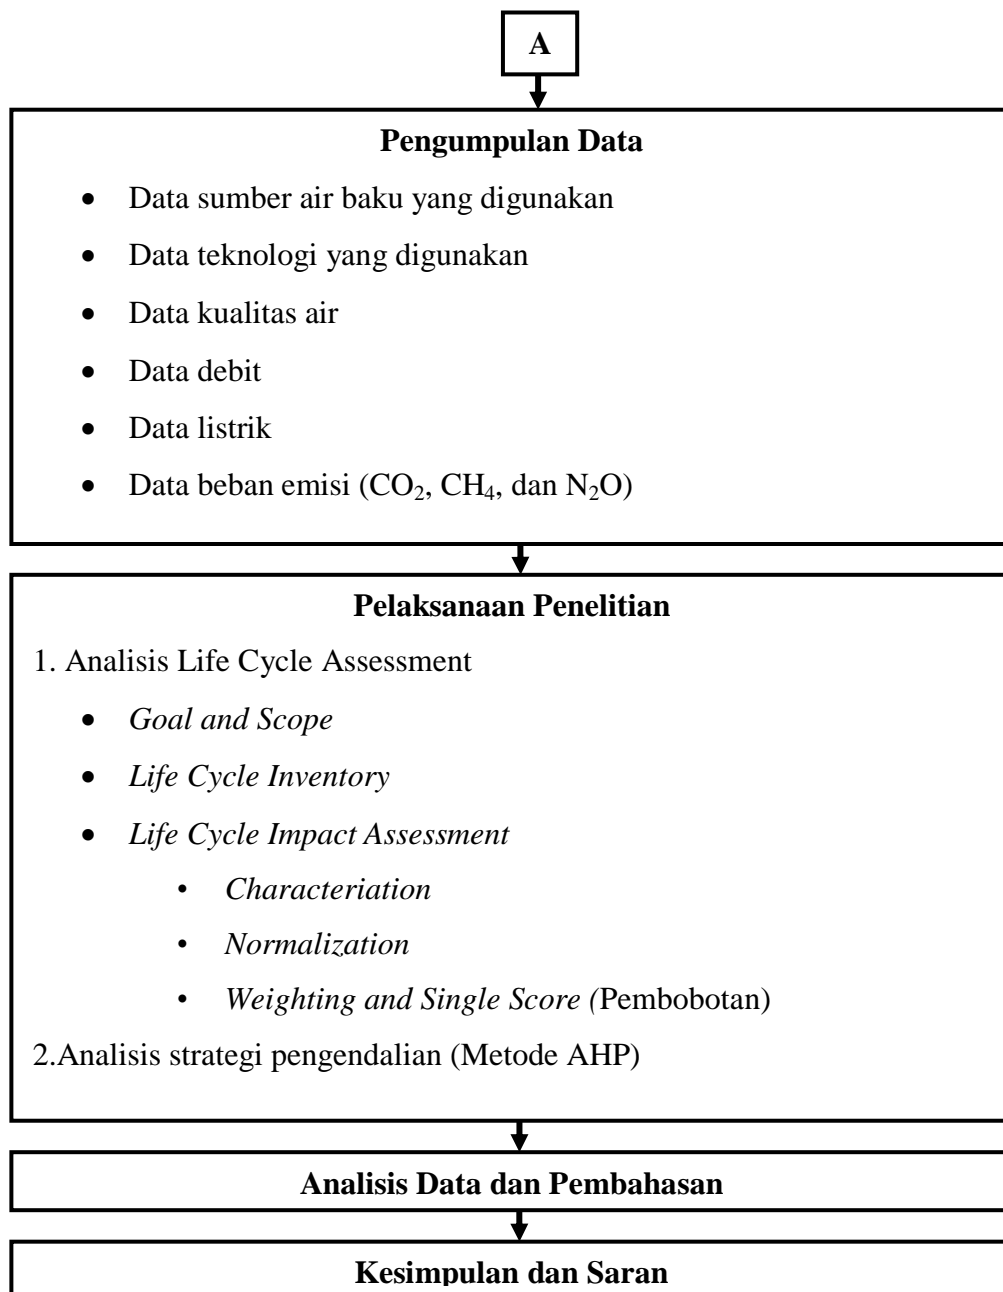 A
Pengumpulan Data
• Data sumber air baku yang digunakan
• Data teknologi yang digunakan
• Data kualitas air
• Data debit
• Data listrik
• Data beban emisi (CO₂, CH₄, dan N₂O)
Pelaksanaan Penelitian
1. Analisis Life Cycle Assessment
• Goal and Scope
• Life Cycle Inventory
• Life Cycle Impact Assessment
• Characteriation
• Normalization
• Weighting and Single Score (Pembobotan)
2.Analisis strategi pengendalian (Metode AHP)
Analisis Data dan Pembahasan
Kesimpulan dan Saran